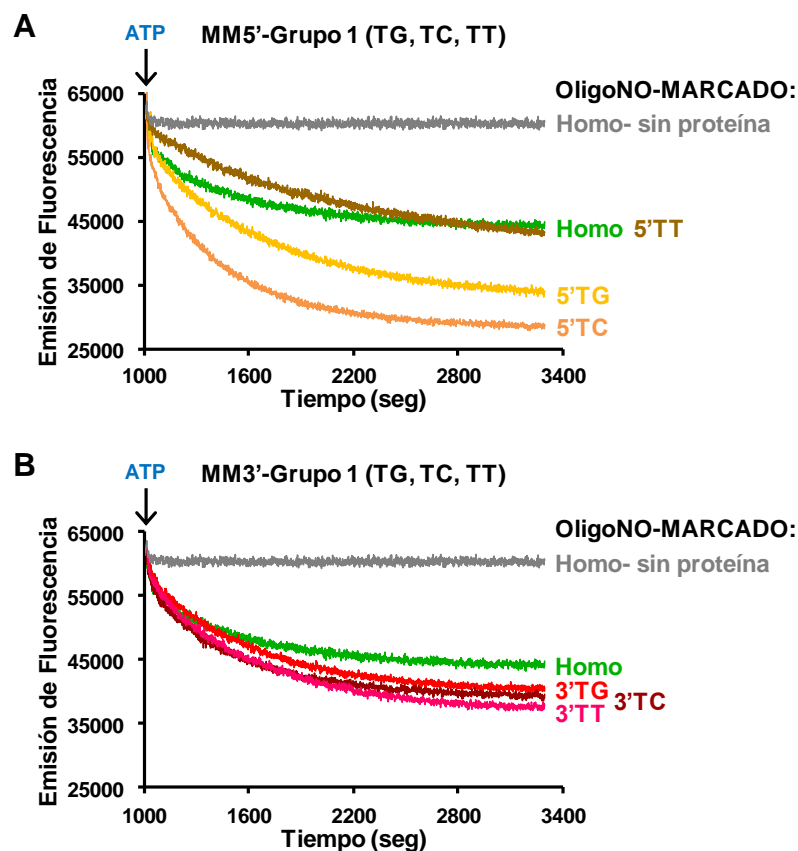 A
ATP
MM5'-Grupo 1 (TG, TC, TT)
OligoNO-MARCADO:
Homo- sin proteína
Homo 5'TT
5'TG
5'TC
Emisión de Fluorescencia
65000
55000
45000
35000
25000
1000 1600 2200 2800 3400
Tiempo (seg)
B
ATP
MM3'-Grupo 1 (TG, TC, TT)
OligoNO-MARCADO:
Homo- sin proteína
Homo
3'TG
3'TT 3'TC
Emisión de Fluorescencia
65000
55000
45000
35000
25000
1000 1600 2200 2800 3400
Tiempo (seg)